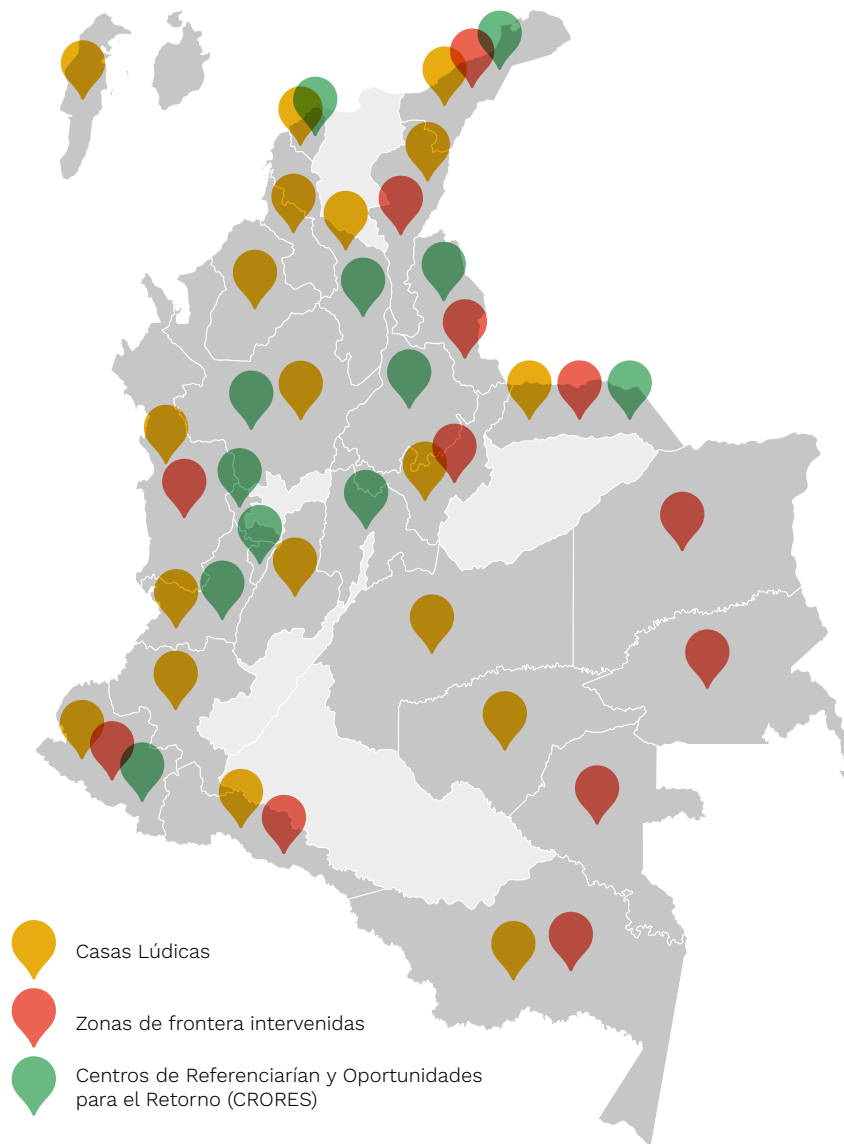 Casas Lúdicas
Zonas de frontera intervenidas
Centros de Referenciarían y Oportunidades
para el Retorno (CRORES)